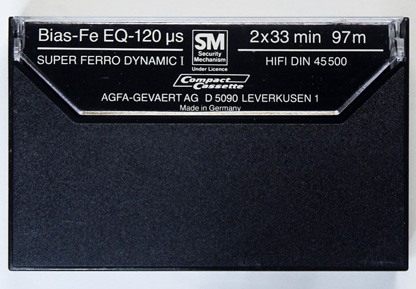 Bias-Fe EQ-120 µs
SM
Security
Mechanism
Under Licence
2x33 min 97m
SUPER FERRO DYNAMIC I
HIFI DIN 45500
Compact
Cassette
AGFA-GEVAERT AG D 5090 LEVERKUSEN 1
Made in Germany